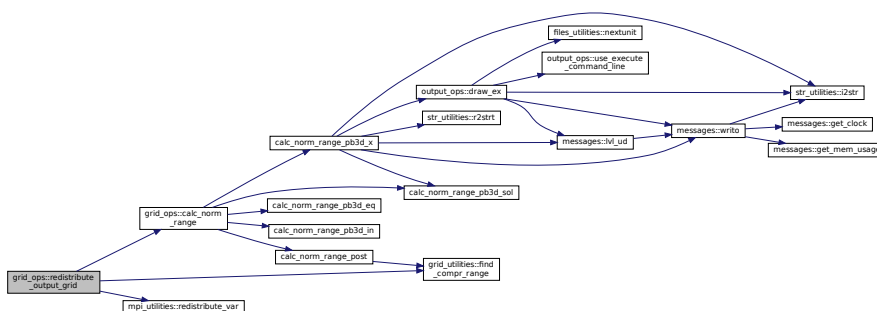 files_utilities::nextunit
output_ops::use_execute
_command_line
output_ops::draw_ex
str_utilities::i2str
str_utilities::r2strt
messages::get_clock
messages::writo
calc_norm_range_pb3d_x
messages::lvl_ud
messages::get_mem_usage
calc_norm_range_pb3d_sol
calc_norm_range_pb3d_eq
grid_ops::calc_norm
_range
calc_norm_range_pb3d_in
calc_norm_range_post
grid_utilities::find
_compr_range
grid_ops::redistribute
_output_grid
mpi_utilities::redistribute_var